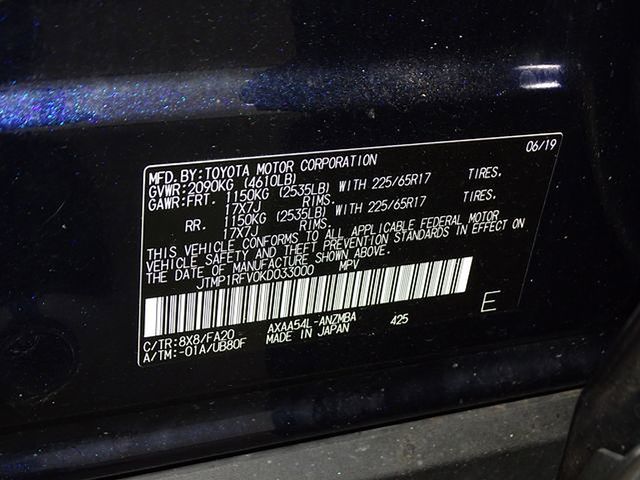 06/19
MFD.BY:TOYOTA MOTOR CORPORATION
GVWR:2090KG (4610LB)
GAWR:FRT. 1150KG (2535LB) WITH 225/65R17 TIRES.
17X7J RIMS.
RR. 1150KG (2535LB) WITH 225/65R17 TIRES.
17X7J RIMS.
THIS VEHICLE CONFORMS TO ALL APPLICABLE FEDERAL MOTOR
VEHICLE SAFETY AND THEFT PREVENTION STANDARDS IN EFFECT ON
THE DATE OF MANUFACTURE SHOWN ABOVE.
JTMP1RFV0KD033000 MPV
C/TR:8X8/FA20 AXAA54L-ANZMBA 425 E
A/TM:-01A/UB80F MADE IN JAPAN